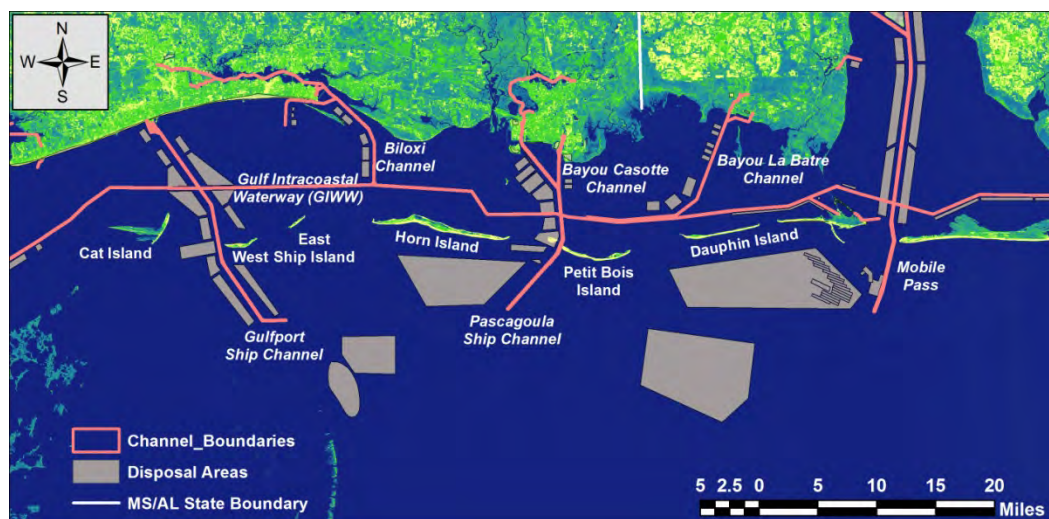 N
W E
S
Biloxi
Channel
Bayou Casotte
Channel
Bayou La Batre
Channel
Gulf Intracoastal
Waterway (GIWW)
Cat Island
East
West Ship Island
Horn Island
Petit Bois
Island
Dauphin Island
Mobile
Pass
Gulfport
Ship Channel
Pascagoula
Ship Channel
Channel_Boundaries
Disposal Areas
MS/AL State Boundary
5 2.5 0 5 10 15 20
Miles